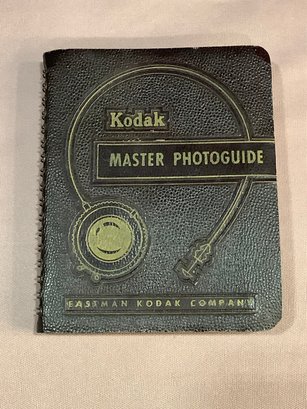 Kodak
MASTER PHOTOGUIDE
EASTMAN KODAK COMPANY